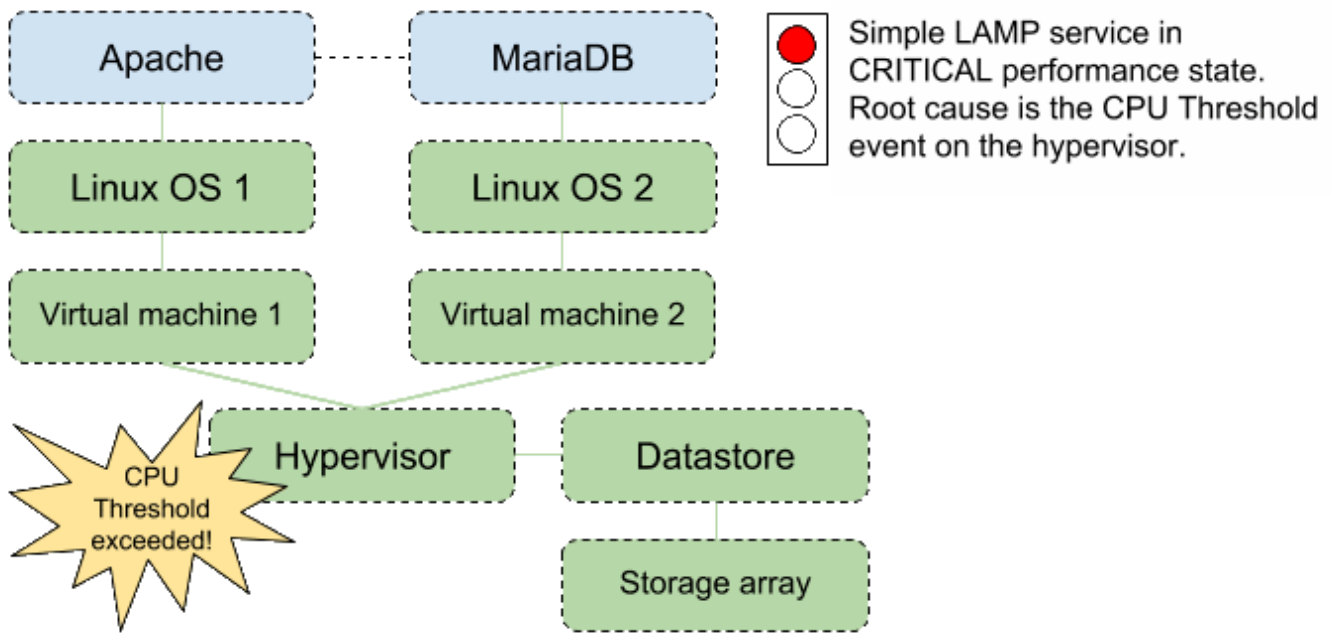 Apache
MariaDB
Simple LAMP service in
CRITICAL performance state.
Root cause is the CPU Threshold
event on the hypervisor.
Linux OS 1
Linux OS 2
Virtual machine 1
Virtual machine 2
CPU
Threshold
exceeded!
Hypervisor
Datastore
Storage array